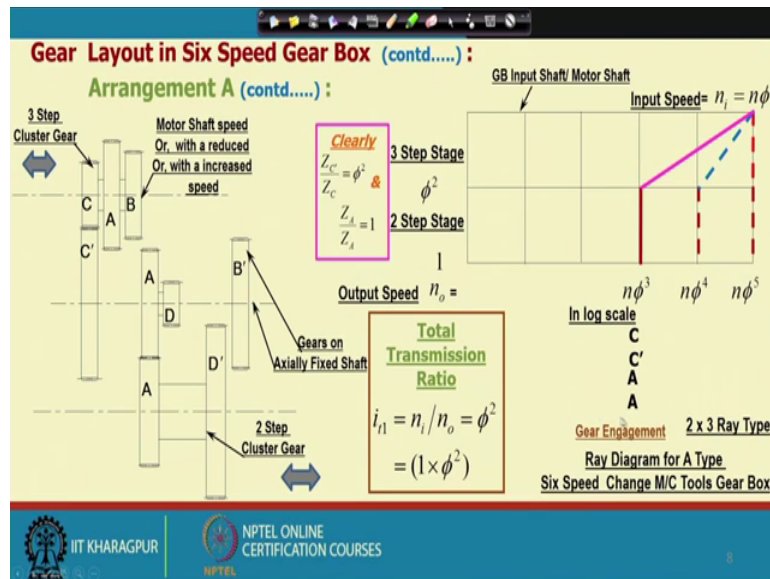 Gear Layout in Six Speed Gear Box (contd.....) :
Arrangement A (contd.....) :
3 Step
Cluster Gear
Motor Shaft speed
Or, with a reduced
Or, with a increased
speed
C
A
B
C'
A
D
B'
Gears on
Axially Fixed Shaft
A
D'
2 Step
Cluster Gear
Clearly
Z_{C'}/Z_C = ϕ² &
Z_A/Z_A = 1
3 Step Stage
ϕ²
2 Step Stage
1
Output Speed n_o =
GB Input Shaft/ Motor Shaft
Input Speed= n_i = nϕ
nϕ³ nϕ⁴ nϕ⁵
In log scale
C
C'
A
A
Gear Engagement
2 x 3 Ray Type
Ray Diagram for A Type
Six Speed Change M/C Tools Gear Box
Total
Transmission
Ratio
i_{t1} = n_i/n_o = ϕ²
= (1×ϕ²)
IIT KHARAGPUR
NPTEL
NPTEL ONLINE
CERTIFICATION COURSES
8